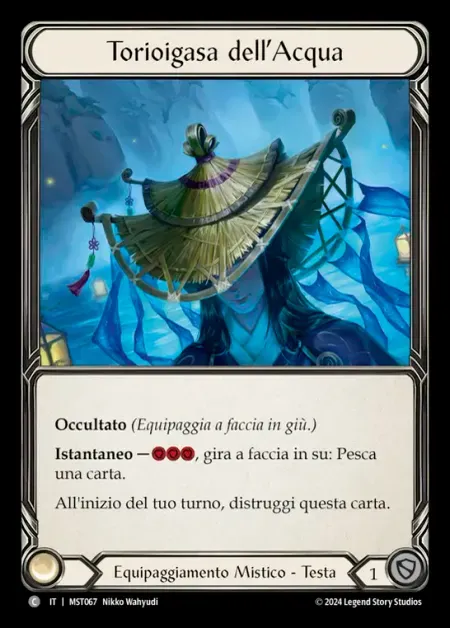 Torioigasa dell'Acqua
Occultato (Equipaggia a faccia in giù.)
Istantaneo — , gira a faccia in su: Pesca
una carta.
All'inizio del tuo turno, distruggi questa carta.
Equipaggiamento Mistico - Testa
1
C IT | MST067 Nikko Wahyudi
© 2024 Legend Story Studios